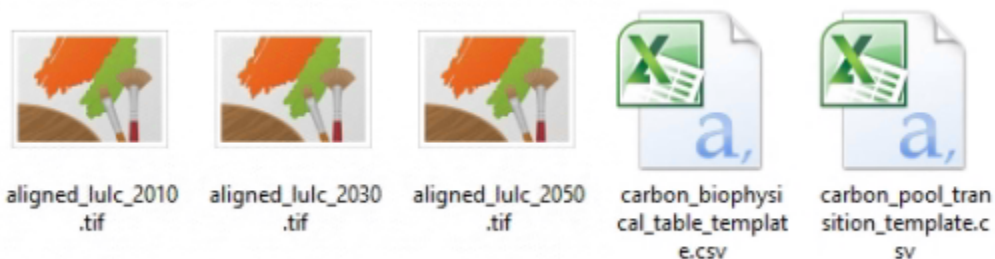 aligned_lulc_2010
.tif
aligned_lulc_2030
.tif
aligned_lulc_2050
.tif
carbon_biophysi
cal_table_templat
e.csv
carbon_pool_tran
sition_template.c
sv